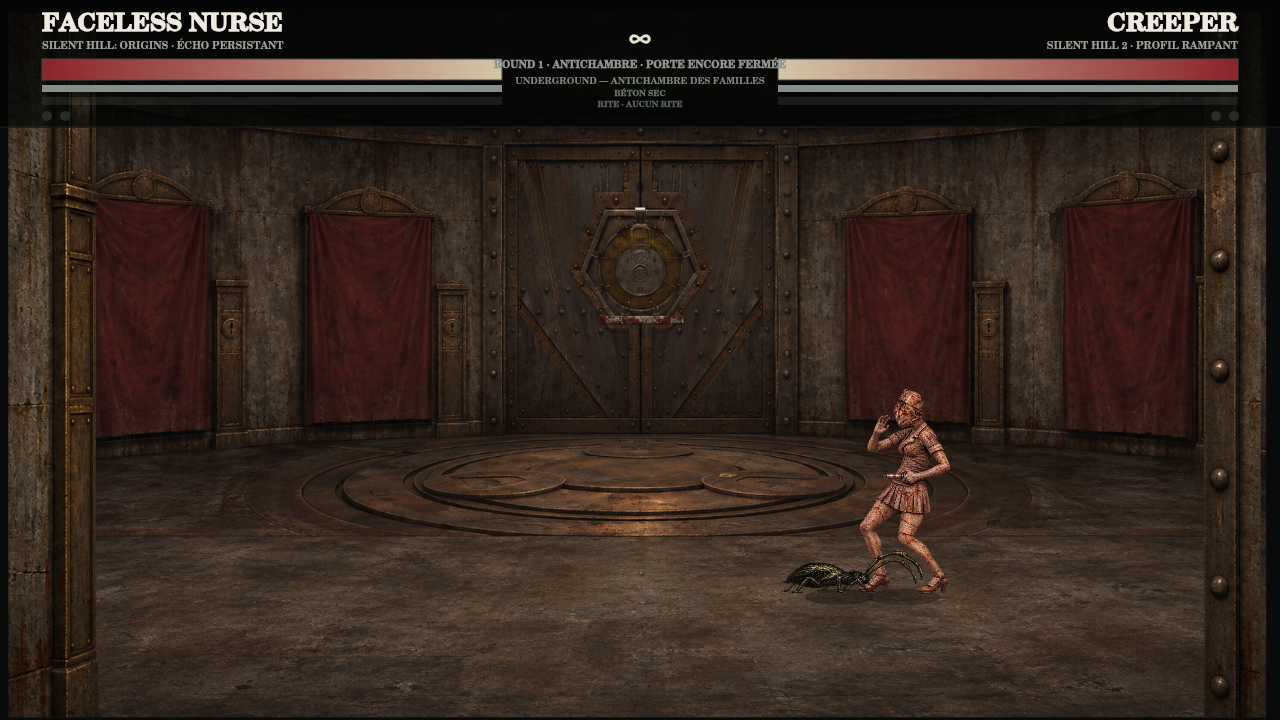 FACELESS NURSE
SILENT HILL: ORIGINS · ÉCHO PERSISTANT
∞
CREEPER
SILENT HILL 2 · PROFIL RAMPANT
ROUND 1 · ANTICHAMBRE · PORTE ENCORE FERMÉE
UNDERGROUND — ANTICHAMBRE DES FAMILLES
BÉTON SEC
RITE · AUCUN RITE